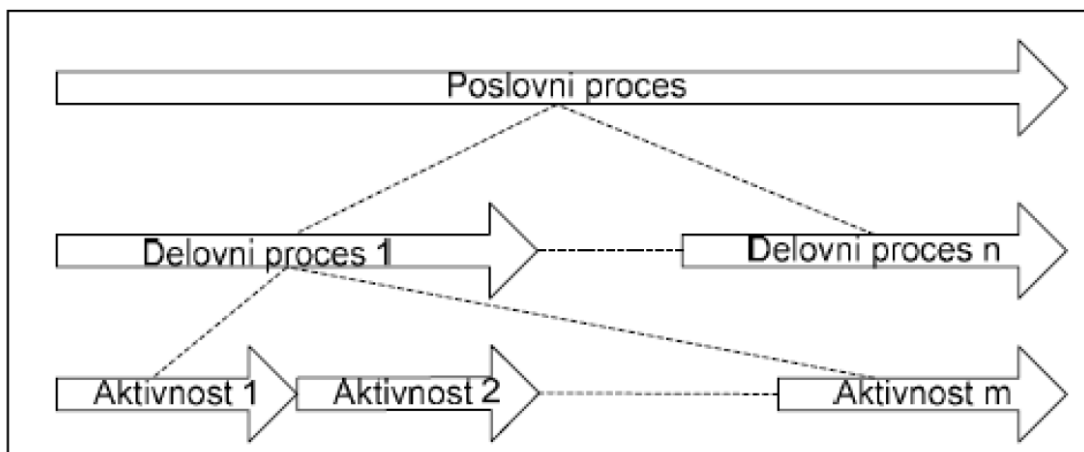 Poslovni proces
Delovni proces 1
Delovni proces n
Aktivnost 1
Aktivnost 2
Aktivnost m